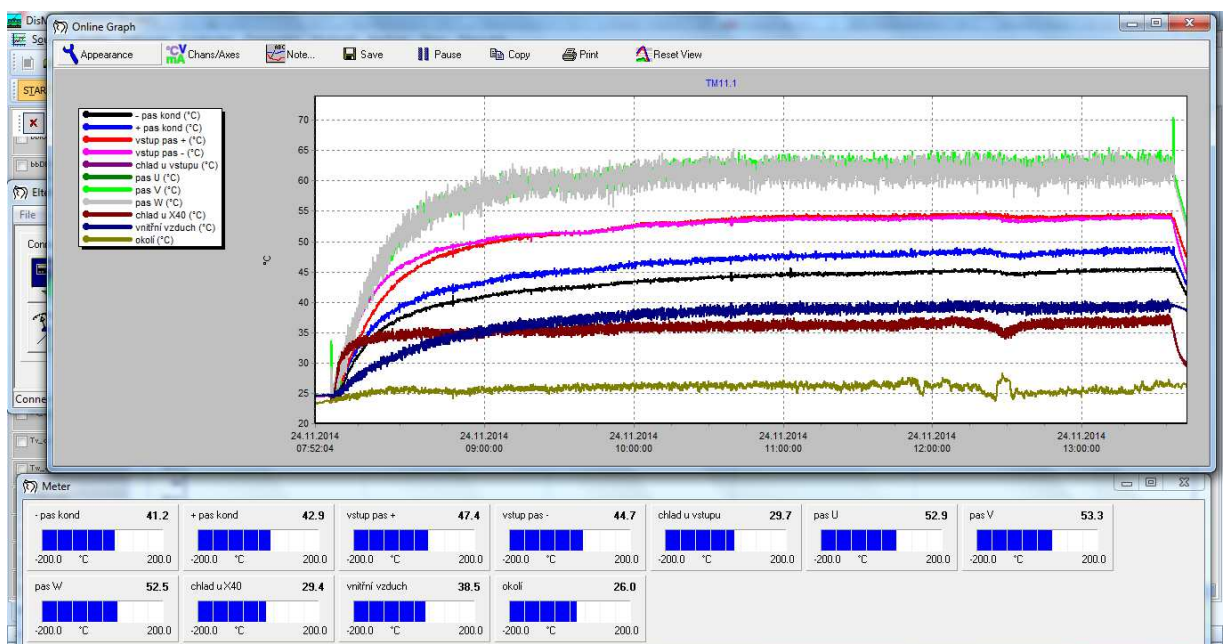 DisM
Online Graph
Appearance
°C V mA Chans/Axes
ABC Note...
Save
Pause
Copy
Print
Reset View
STAR
TM11.1
- pas kond (°C)
+ pas kond (°C)
vstup pas + (°C)
vstup pas - (°C)
chlad u vstupu (°C)
pas U (°C)
pas V (°C)
pas W (°C)
chlad u X40 (°C)
vnitřní vzduch (°C)
okolí (°C)
°C
70
65
60
55
50
45
40
35
30
25
20
24.11.2014 24.11.2014 24.11.2014 24.11.2014 24.11.2014 24.11.2014
07:52:04 09:00:00 10:00:00 11:00:00 12:00:00 13:00:00
File
Conn
Conne
Meter
- pas kond 41.2 + pas kond 42.9 vstup pas + 47.4 vstup pas - 44.7 chlad u vstupu 29.7 pas U 52.9 pas V 53.3
-200.0 °C 200.0 -200.0 °C 200.0 -200.0 °C 200.0 -200.0 °C 200.0 -200.0 °C 200.0 -200.0 °C 200.0 -200.0 °C 200.0
pas W 52.5 chlad u X40 29.4 vnitřní vzduch 38.5 okolí 26.0
-200.0 °C 200.0 -200.0 °C 200.0 -200.0 °C 200.0 -200.0 °C 200.0